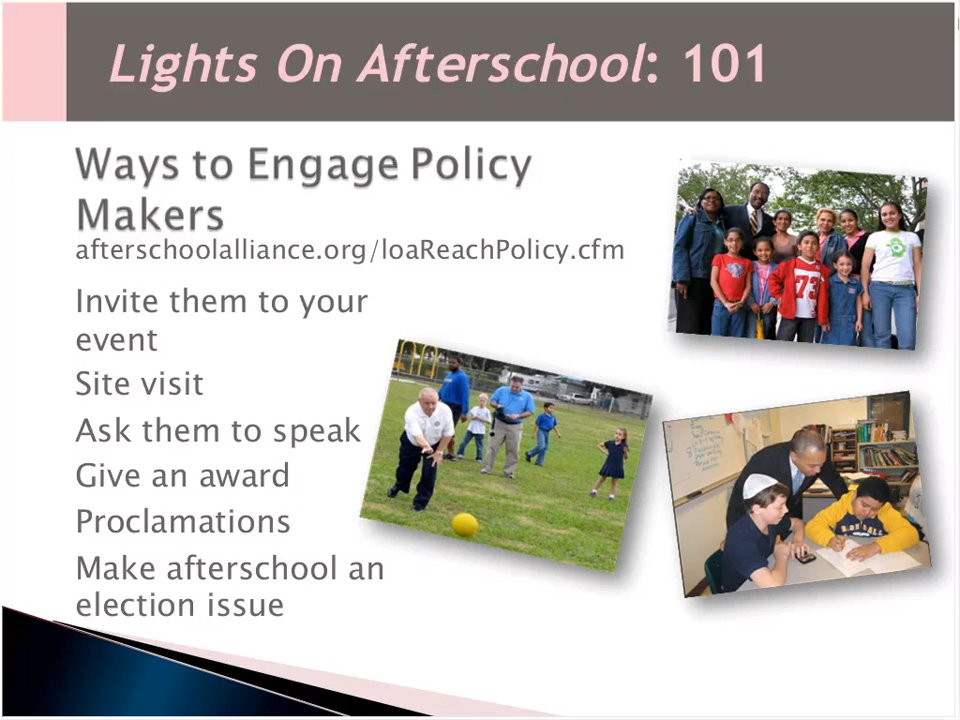 Lights On Afterschool: 101
Ways to Engage Policy
Makers
afterschoolalliance.org/loaReachPolicy.cfm
Invite them to your
event
Site visit
Ask them to speak
Give an award
Proclamations
Make afterschool an
election issue
73